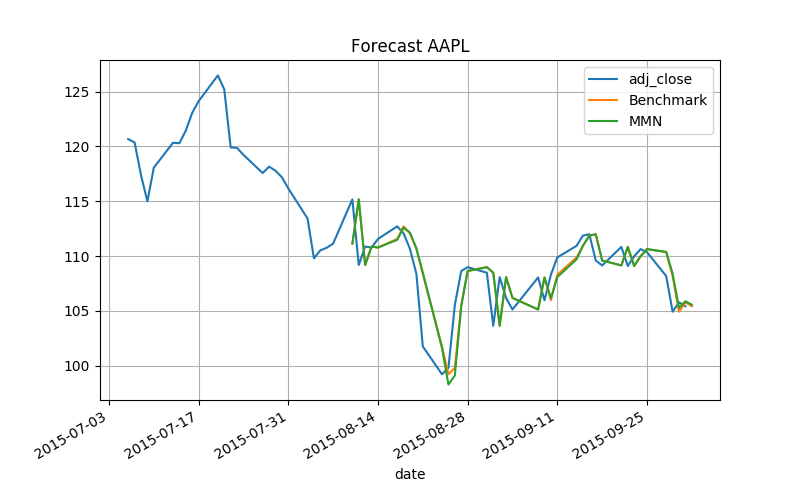 Forecast AAPL
adj_close
Benchmark
MMN
125
120
115
110
105
100
2015-07-03
2015-07-17
2015-07-31
2015-08-14
2015-08-28
2015-09-11
2015-09-25
date